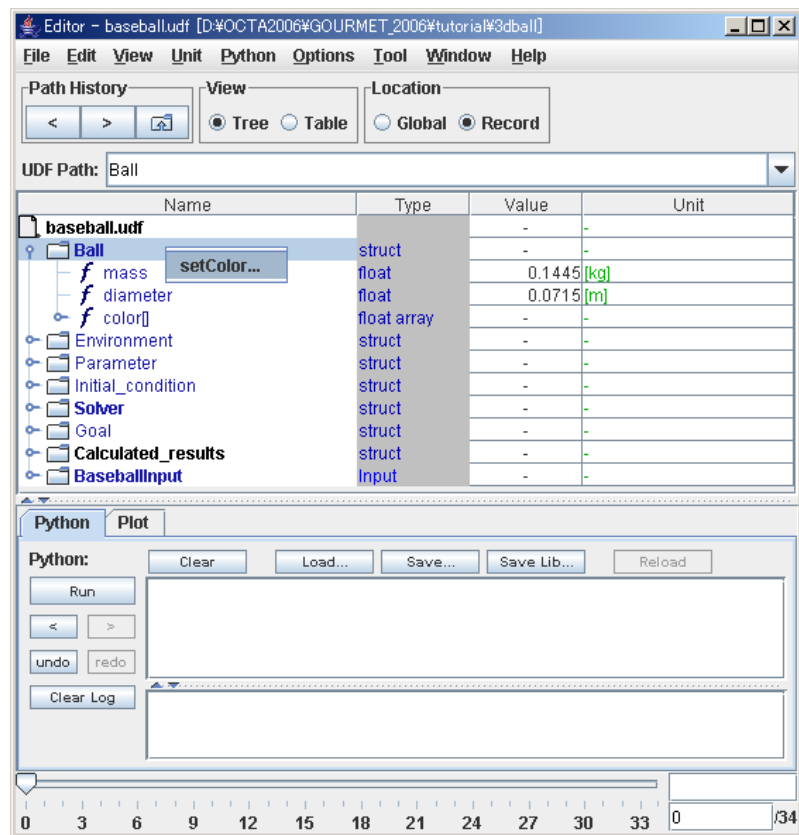 Editor - baseball.udf [D:¥OCTA2006¥GOURMET_2006¥tutorial¥3dball]
File Edit View Unit Python Options Tool Window Help
Path History View Location
< > Tree Table Global Record
UDF Path: Ball
Name Type Value Unit
baseball.udf - -
Ball struct - -
setColor...
f mass float 0.1445 [kg]
f diameter float 0.0715 [m]
f color[] float array - -
Environment struct - -
Parameter struct - -
Initial_condition struct - -
Solver struct - -
Goal struct - -
Calculated_results struct - -
BaseballInput Input - -
Python Plot
Python: Clear Load... Save... Save Lib... Reload
Run
< >
undo redo
Clear Log
0 3 6 9 12 15 18 21 24 27 30 33 0 /34